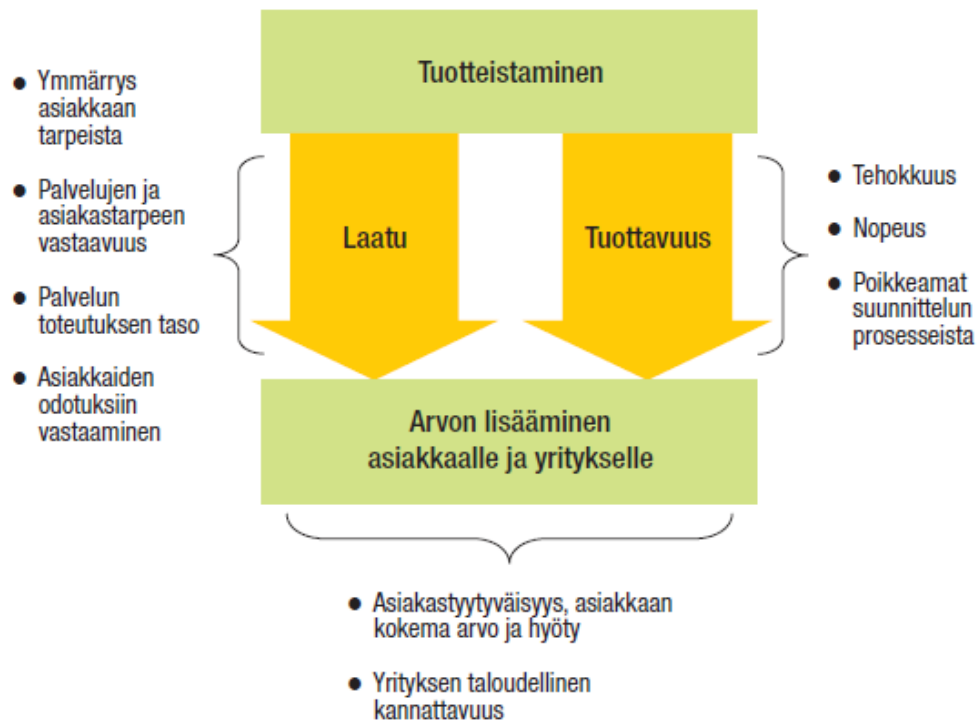 Tuotteistaminen
● Ymmärrys
asiakkaan
tarpeista
● Palvelujen ja
asiakastarpeen
vastaavuus
● Palvelun
toteutuksen taso
● Asiakkaiden
odotuksiin
vastaaminen
Laatu
Tuottavuus
● Tehokkuus
● Nopeus
● Poikkeamat
suunnittelun
prosesseista
Arvon lisääminen
asiakkaalle ja yritykselle
● Asiakastyytyväisyys, asiakkaan
kokema arvo ja hyöty
● Yrityksen taloudellinen
kannattavuus